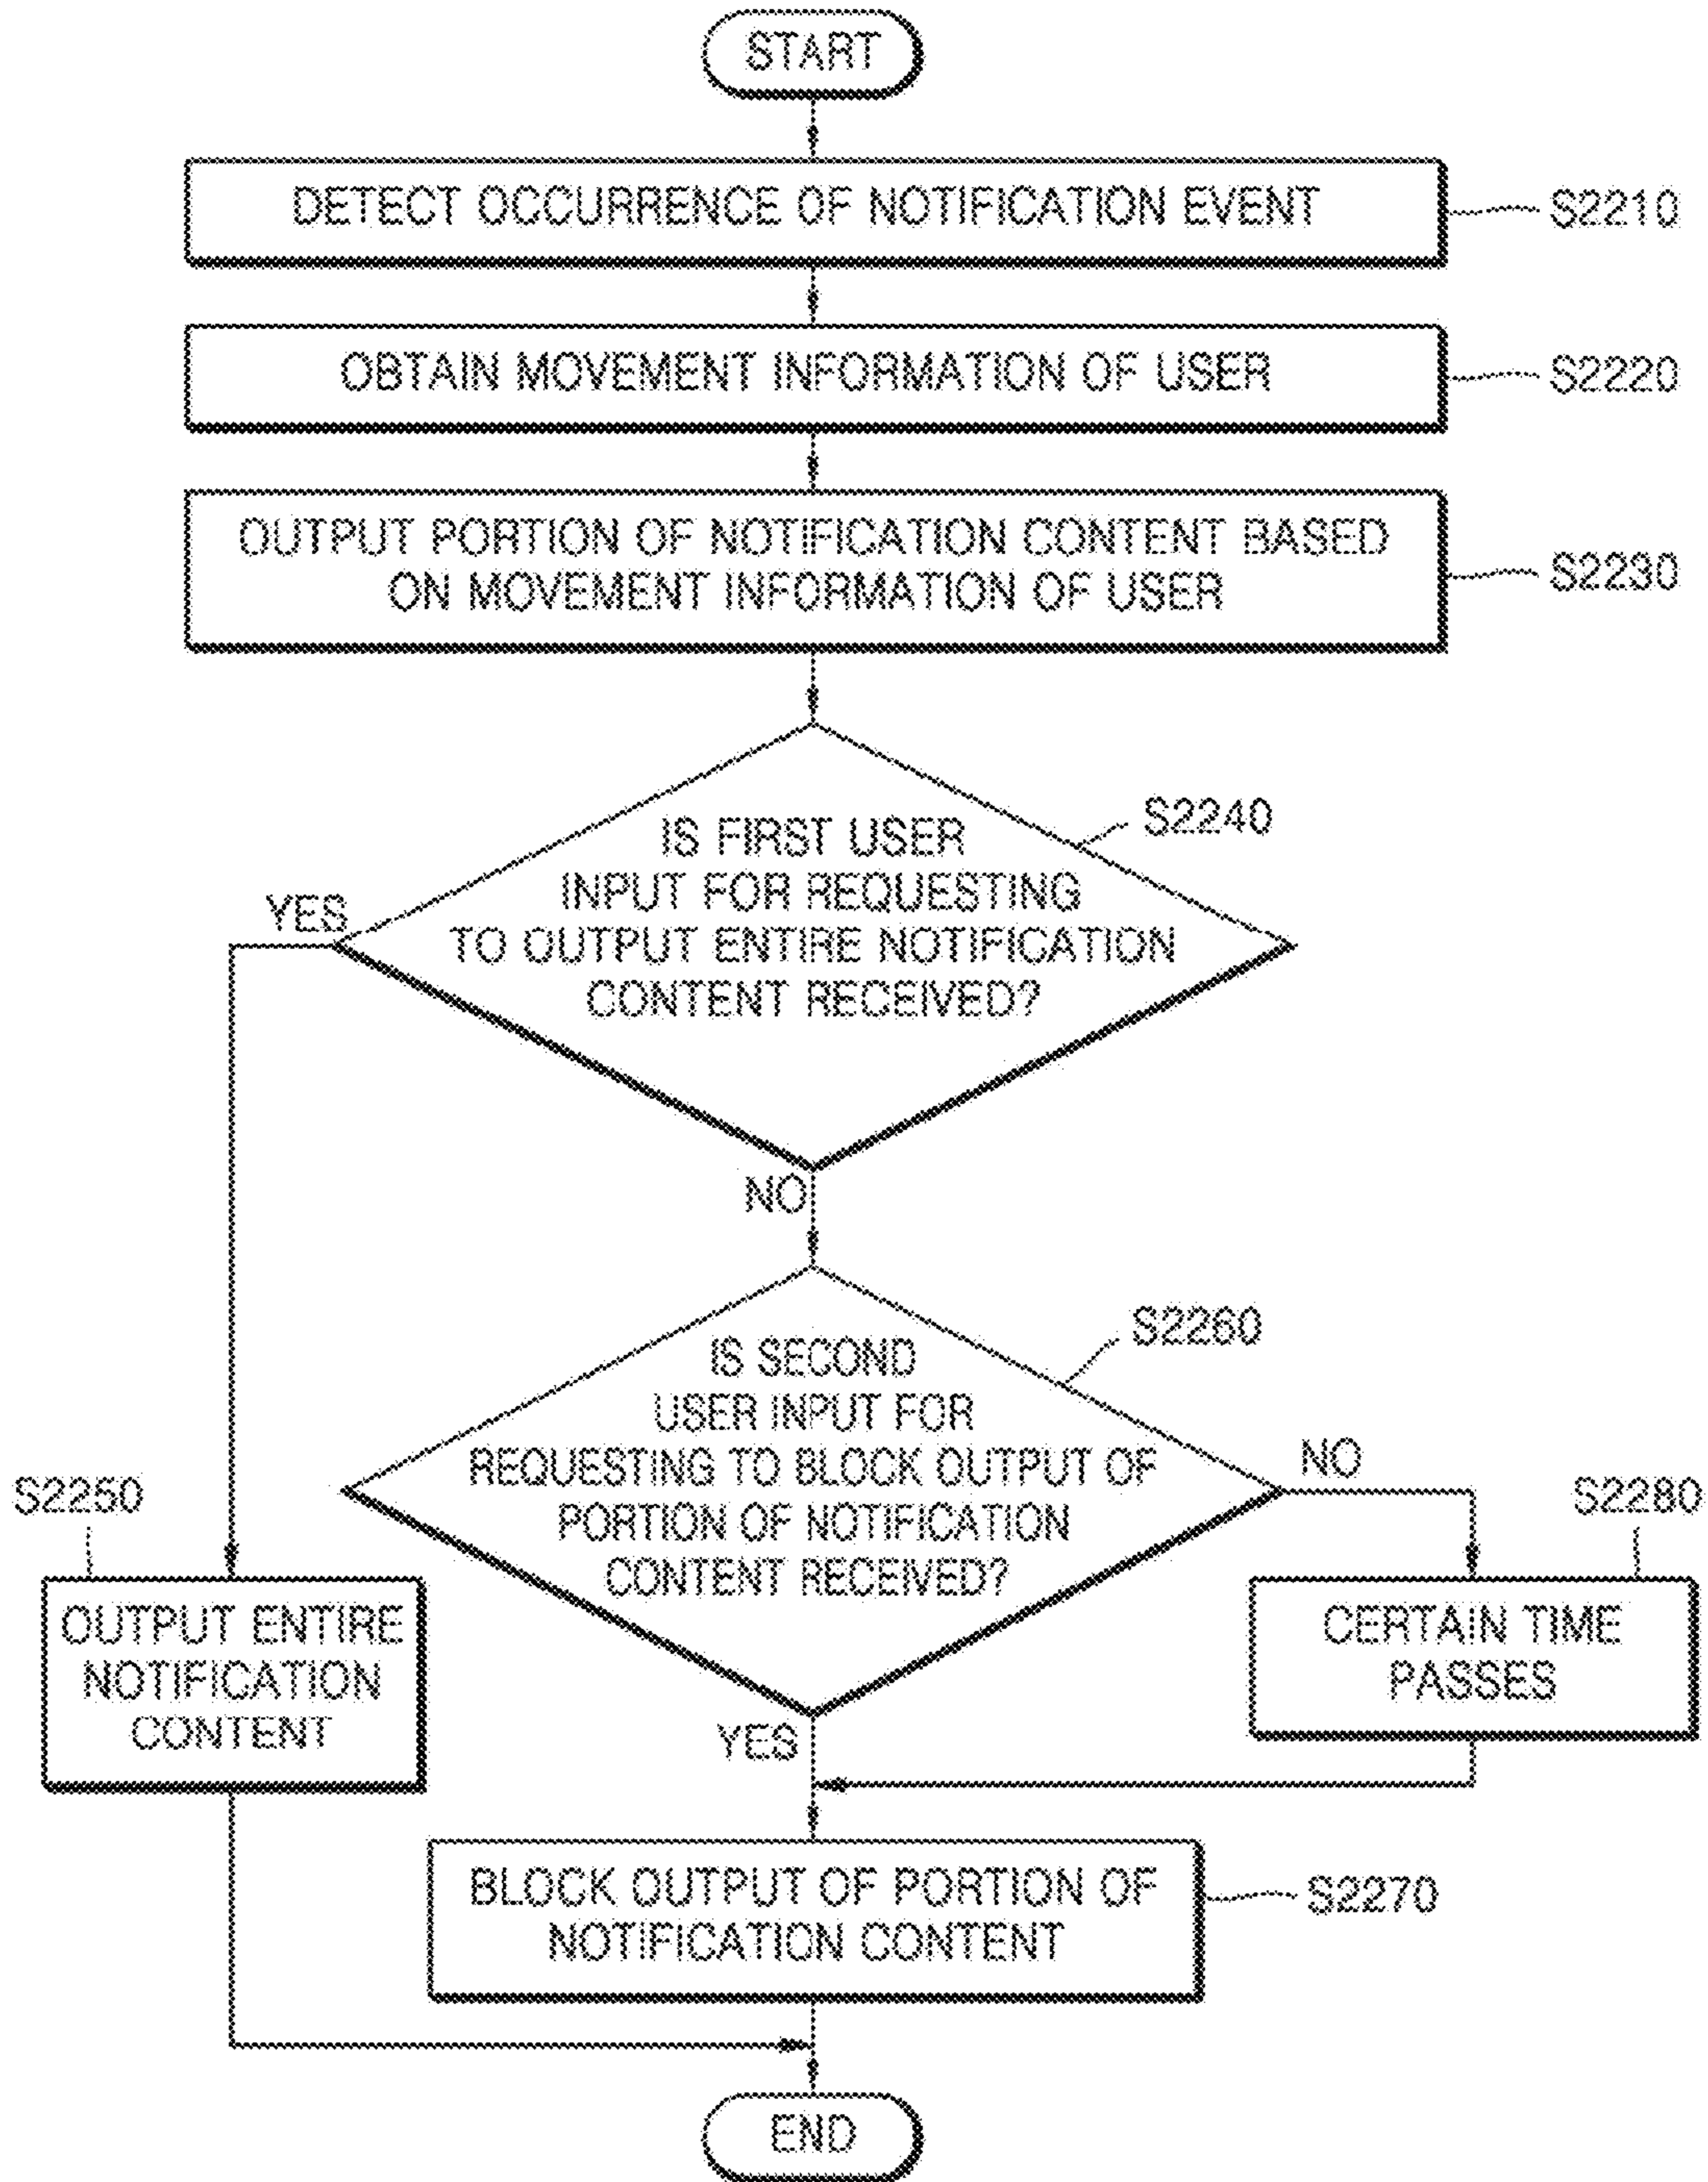 START
DETECT OCCURRENCE OF NOTIFICATION EVENT
S2210
OBTAIN MOVEMENT INFORMATION OF USER
S2220
OUTPUT PORTION OF NOTIFICATION CONTENT BASED
ON MOVEMENT INFORMATION OF USER
S2230
IS FIRST USER
INPUT FOR REQUESTING
TO OUTPUT ENTIRE NOTIFICATION
CONTENT RECEIVED?
S2240
YES
NO
IS SECOND
USER INPUT FOR
REQUESTING TO BLOCK OUTPUT OF
PORTION OF NOTIFICATION
CONTENT RECEIVED?
S2260
NO
S2280
CERTAIN TIME
PASSES
S2250
OUTPUT ENTIRE
NOTIFICATION
CONTENT
YES
BLOCK OUTPUT OF PORTION OF
NOTIFICATION CONTENT
S2270
END